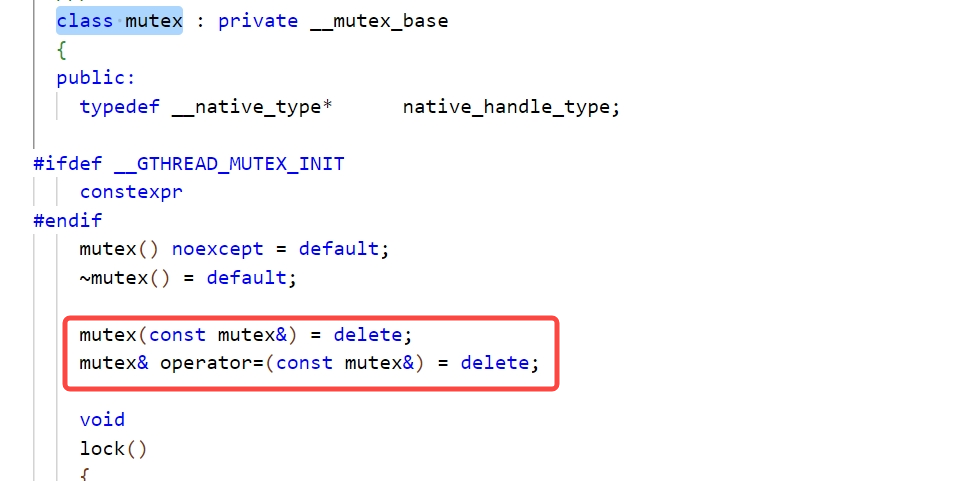 class mutex : private __mutex_base
{
public:
typedef __native_type* native_handle_type;
#ifdef __GTHREAD_MUTEX_INIT
constexpr
#endif
mutex() noexcept = default;
~mutex() = default;
mutex(const mutex&) = delete;
mutex& operator=(const mutex&) = delete;
void
lock()
{